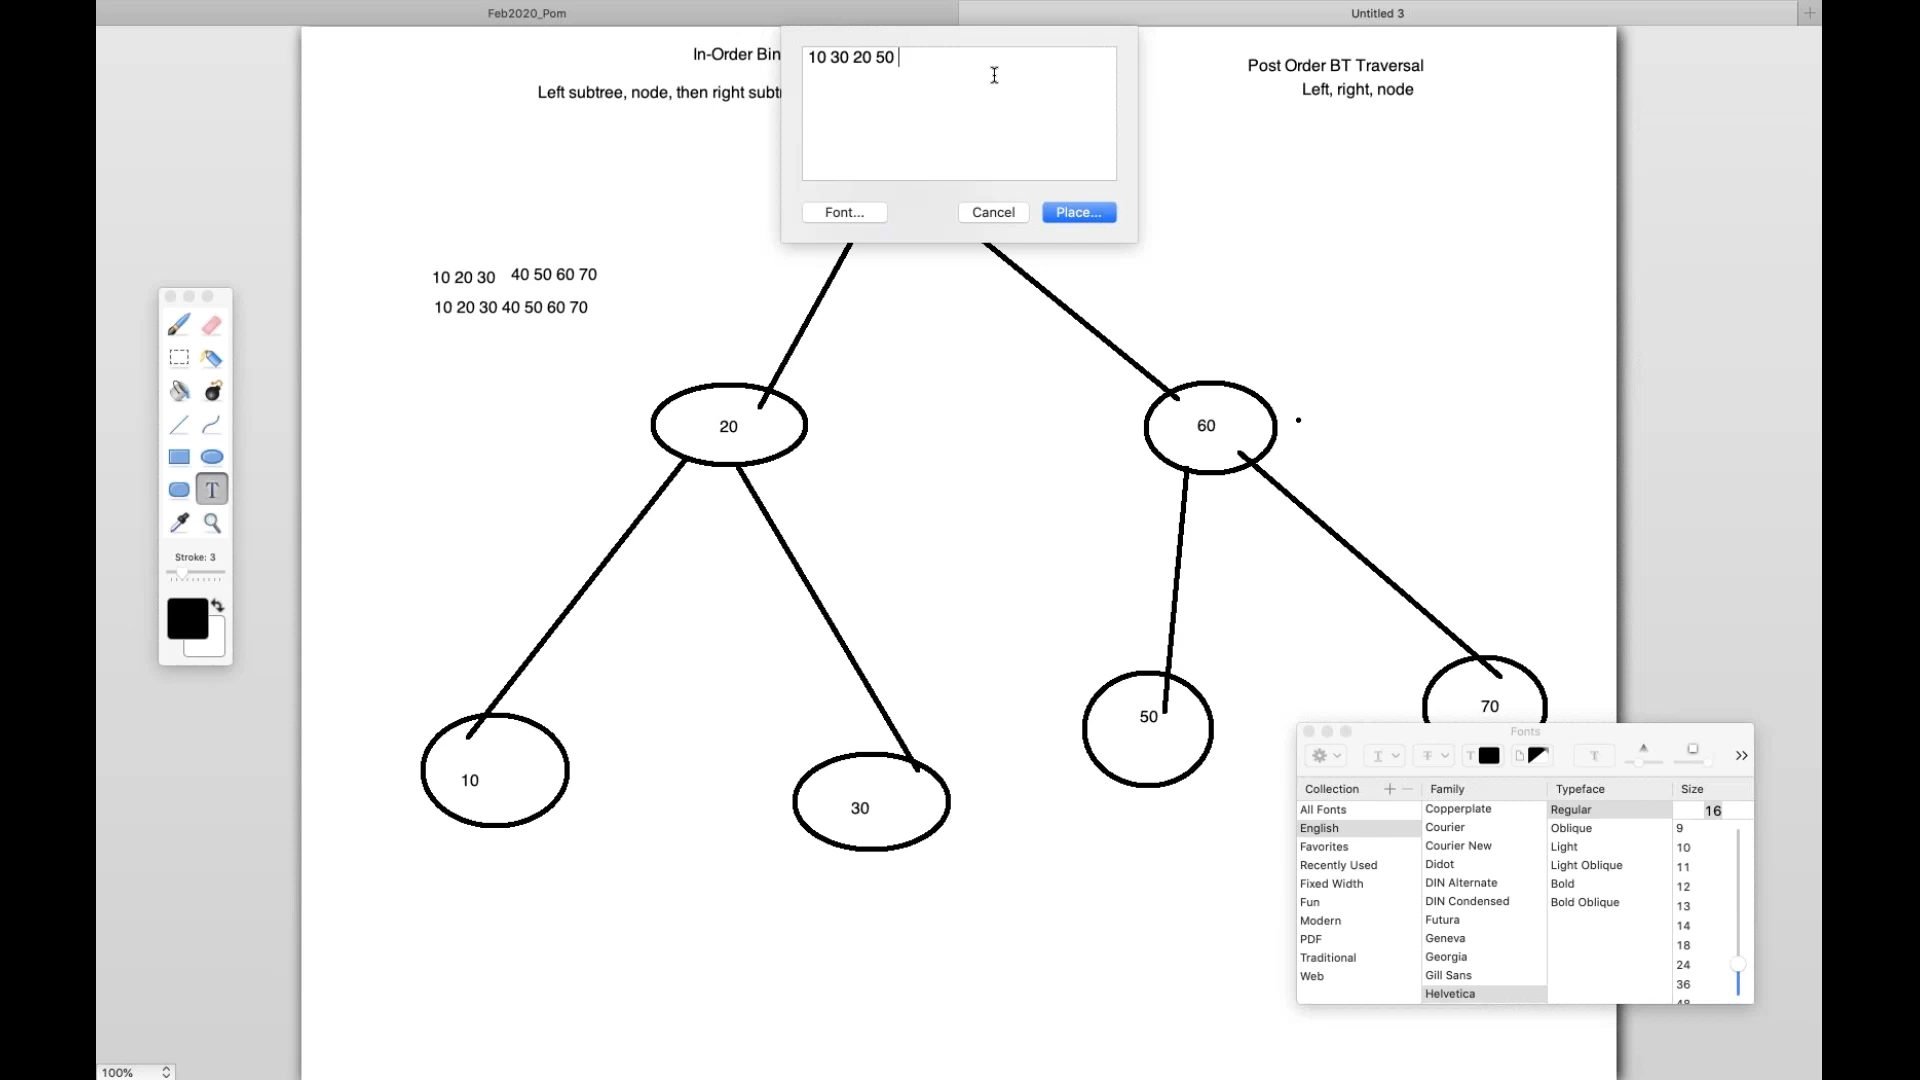 Feb2020_Pom
Untitled 3
In-Order Bin
Left subtree, node, then right subt
10 30 20 50
Font...
Cancel
Place...
Post Order BT Traversal
Left, right, node
10 20 30
40 50 60 70
10 20 30 40 50 60 70
20
60
10
30
50
70
Stroke: 3
Fonts
Collection
Family
Typeface
Size
All Fonts
English
Favorites
Recently Used
Fixed Width
Fun
Modern
PDF
Traditional
Web
Copperplate
Courier
Courier New
Didot
DIN Alternate
DIN Condensed
Futura
Geneva
Georgia
Gill Sans
Helvetica
Regular
Oblique
Light
Light Oblique
Bold
Bold Oblique
16
9
10
11
12
13
14
18
24
36
48
100%